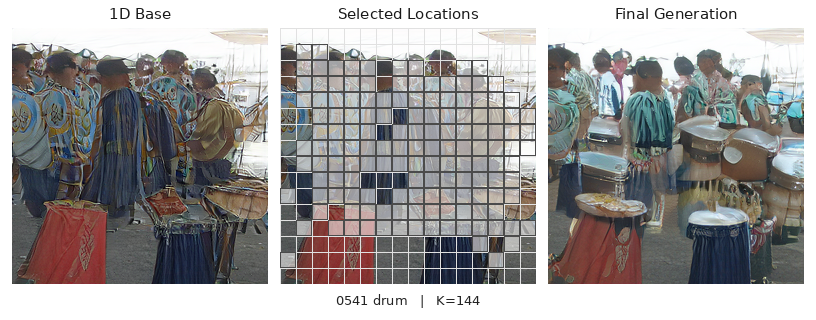 1D Base
Selected Locations
Final Generation
0541 drum | K=144